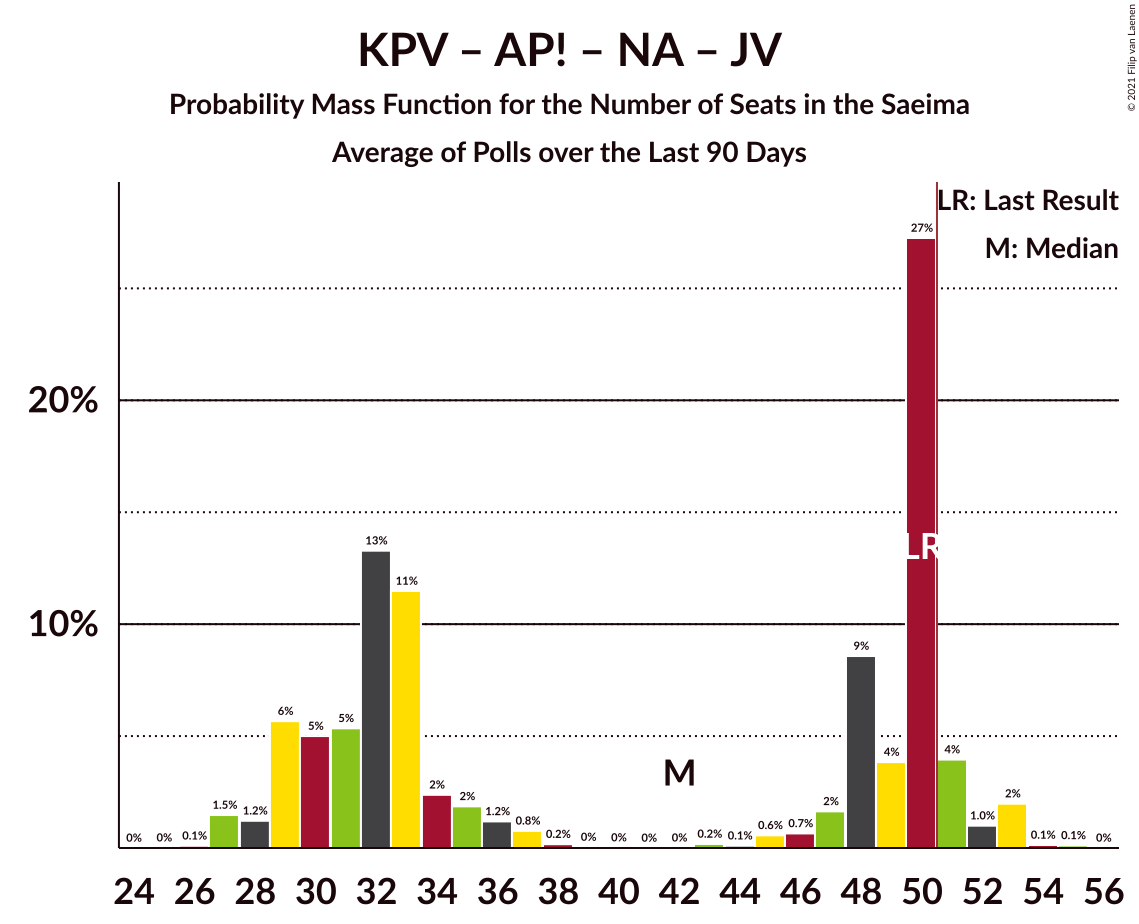 KPV – AP! – NA – JV
Probability Mass Function for the Number of Seats in the Saeima
Average of Polls over the Last 90 Days
© 2021 Filip van Laenen
LR: Last Result
M: Median
27%
20%
LR
13%
11%
10%
9%
6%
5%
5%
4%
4%
M
2%
2%
2%
2%
1.5%
1.2%
1.2%
1.0%
0.8%
0.6%
0.7%
0% 0% 0.1% 0.2% 0% 0% 0% 0% 0.2% 0.1% 0.1% 0.1% 0%
24 26 28 30 32 34 36 38 40 42 44 46 48 50 52 54 56